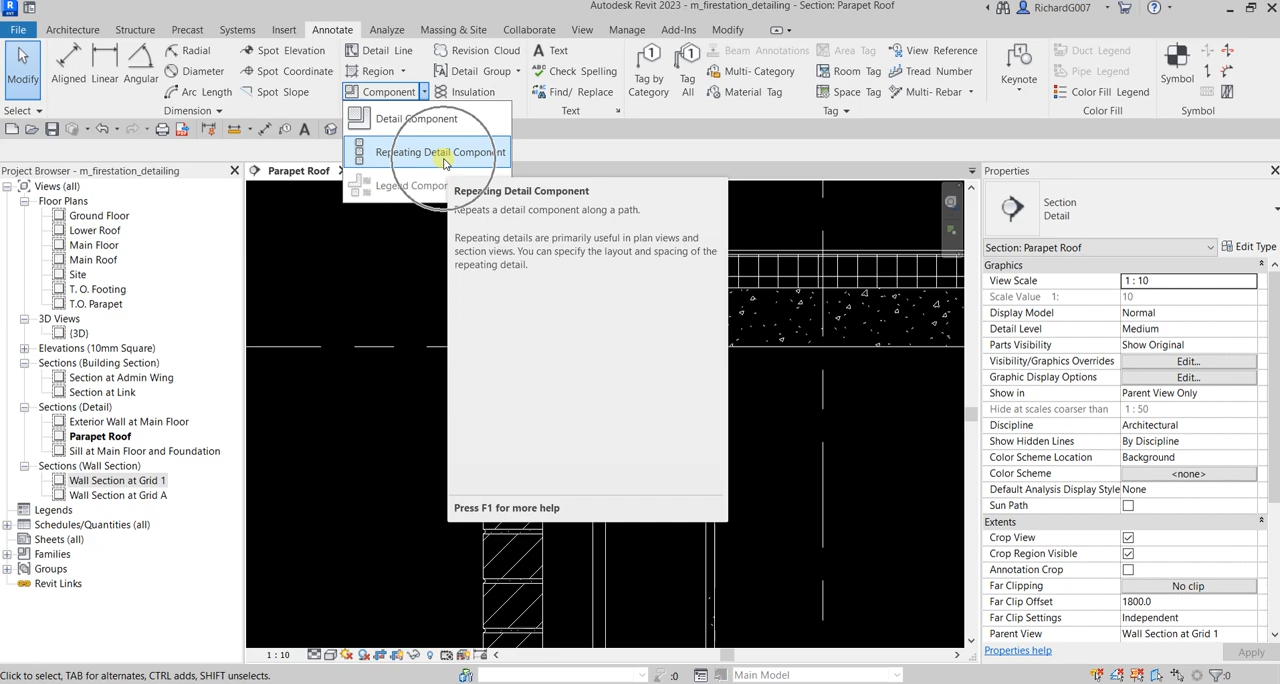 Autodesk Revit 2023 - m_firestation_detailing - Section: Parapet Roof
RichardG007
File Architecture Structure Insert Precast Systems Annotate Analyze Massing & Site Collaborate View Manage Add-Ins Modify
Modify
Select
Aligned Linear Angular
Radial
Diameter
Arc Length
Spot Elevation
Spot Coordinate
Spot Slope
Dimension
Detail Line
Region
Component
Revision Cloud
Detail Group
Insulation
Text
Check Spelling
Find/ Replace
Text
Tag by Category
Tag All
Beam Annotations
Multi- Category
Material Tag
Area Tag
Room Tag
Space Tag
View Reference
Tread Number
Multi- Rebar
Tag
Keynote
Duct Legend
Pipe Legend
Color Fill Legend
Color Fill
Symbol
Symbol
Detail Component
Repeating Detail Component
Legend Compor
Repeating Detail Component
Repeats a detail component along a path.
Repeating details are primarily useful in plan views and
section views. You can specify the layout and spacing of the
repeating detail.
Press F1 for more help
Project Browser - m_firestation_detailing
Views (all)
Floor Plans
Ground Floor
Lower Roof
Main Floor
Main Roof
Site
T. O. Footing
T.O. Parapet
3D Views
{3D}
Elevations (10mm Square)
Sections (Building Section)
Section at Admin Wing
Section at Link
Sections (Detail)
Exterior Wall at Main Floor
Parapet Roof
Sill at Main Floor and Foundation
Sections (Wall Section)
Wall Section at Grid 1
Wall Section at Grid A
Legends
Schedules/Quantities (all)
Sheets (all)
Families
Groups
Revit Links
Parapet Roof
Properties
Section
Detail
Section: Parapet Roof Edit Type
Graphics
View Scale 1 : 10
Scale Value 1: 10
Display Model Normal
Detail Level Medium
Parts Visibility Show Original
Visibility/Graphics Overrides Edit...
Graphic Display Options Edit...
Show in Parent View Only
Hide at scales coarser than 1 : 50
Discipline Architectural
Show Hidden Lines By Discipline
Color Scheme Location Background
Color Scheme <none>
Default Analysis Display Style None
Sun Path
Extents
Crop View
Crop Region Visible
Annotation Crop
Far Clipping No clip
Far Clip Offset 1800.0
Far Clip Settings Independent
Parent View Wall Section at Grid 1
Properties help Apply
1 : 10
Click to select, TAB for alternates, CTRL adds, SHIFT unselects.
:0
Main Model
:0